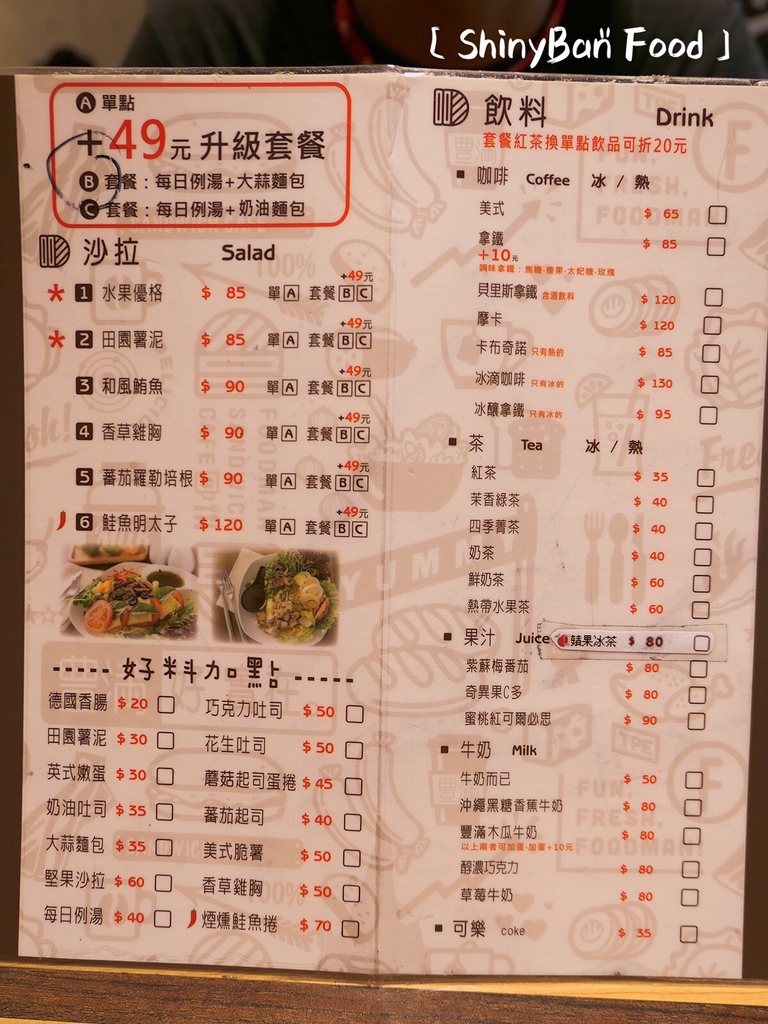 [ ShinyBan Food ]
A 單點
+49元升級套餐
B 套餐：每日例湯+大蒜麵包
C 套餐：每日例湯+奶油麵包
沙拉 Salad
* 1 水果優格 $ 85 單A 套餐BC +49元
* 2 田園薯泥 $ 85 單A 套餐BC +49元
3 和風鮪魚 $ 90 單A 套餐BC +49元
4 香草雞胸 $ 90 單A 套餐BC +49元
5 蕃茄羅勒培根 $ 90 單A 套餐BC +49元
6 鮭魚明太子 $ 120 單A 套餐BC +49元
----- 好料加點 -----
德國香腸 $ 20
田園薯泥 $ 30
英式嫩蛋 $ 30
奶油吐司 $ 35
大蒜麵包 $ 35
堅果沙拉 $ 60
每日例湯 $ 40
巧克力吐司 $ 50
花生吐司 $ 50
蘑菇起司蛋捲 $ 45
蕃茄起司 $ 40
美式脆薯 $ 50
香草雞胸 $ 50
煙燻鮭魚捲 $ 70
飲料 Drink
套餐紅茶換單點飲品可折20元
咖啡 Coffee 冰 / 熱
美式 $ 65
拿鐵 $ 85
+10元
調味拿鐵：焦糖·榛果·太妃糖·玫瑰
貝里斯拿鐵 含酒飲料 $ 120
摩卡 $ 120
卡布奇諾 只有熱的 $ 85
冰滴咖啡 只有冰的 $ 130
冰釀拿鐵 只有冰的 $ 95
茶 Tea 冰 / 熱
紅茶 $ 35
茉香綠茶 $ 40
四季菁茶 $ 40
奶茶 $ 40
鮮奶茶 $ 60
熱帶水果茶 $ 60
果汁 Juice
蘋果冰茶 $ 80
紫蘇梅番茄 $ 80
奇異果C多 $ 80
蜜桃紅可爾必思 $ 90
牛奶 Milk
牛奶而已 $ 50
沖繩黑糖香蕉牛奶 $ 80
豐滿木瓜牛奶 $ 80
以上兩者可加蛋·加蛋+10元
醇濃巧克力 $ 80
草莓牛奶 $ 80
可樂 coke $ 35